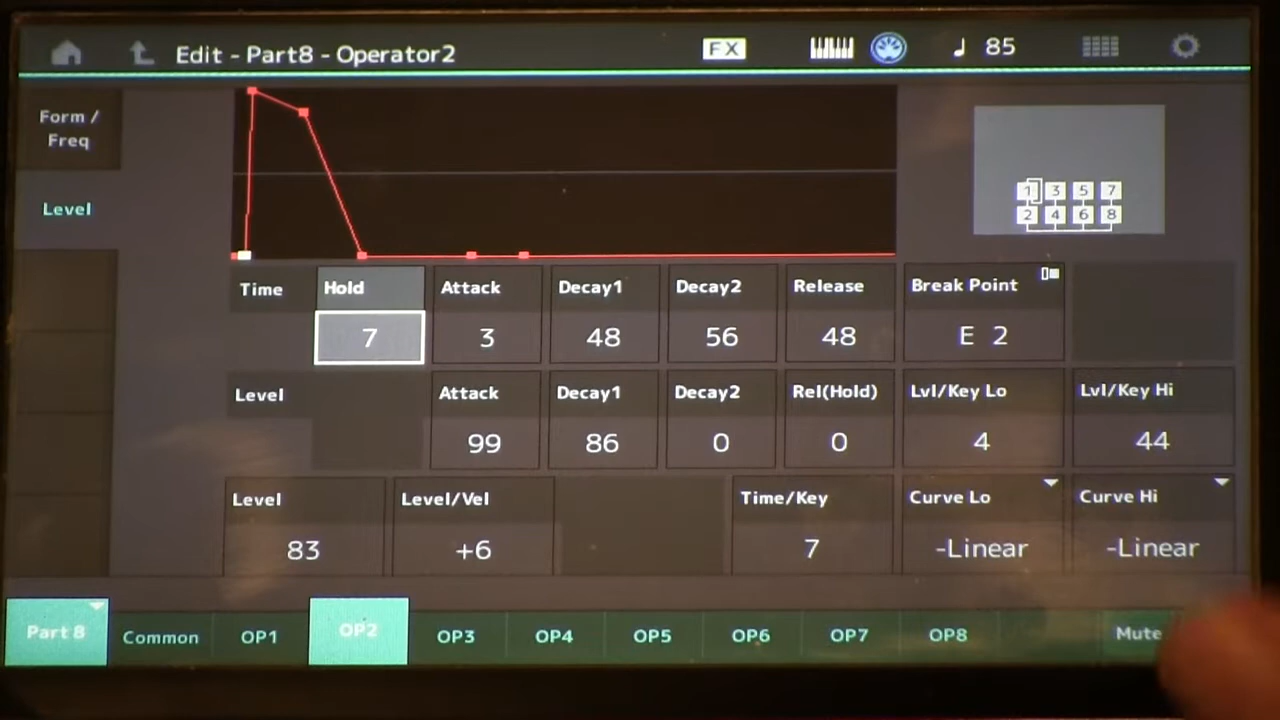 Edit - Part8 - Operator2 FX ♩ 85
Form /
Freq
Level
1 3 5 7
2 4 6 8
Time Hold Attack Decay1 Decay2 Release Break Point
7 3 48 56 48 E 2
Level Attack Decay1 Decay2 Rel(Hold) Lvl/Key Lo Lvl/Key Hi
99 86 0 0 4 44
Level Level/Vel Time/Key Curve Lo Curve Hi
83 +6 7 -Linear -Linear
Part 8 Common OP1 OP2 OP3 OP4 OP5 OP6 OP7 OP8 Mute